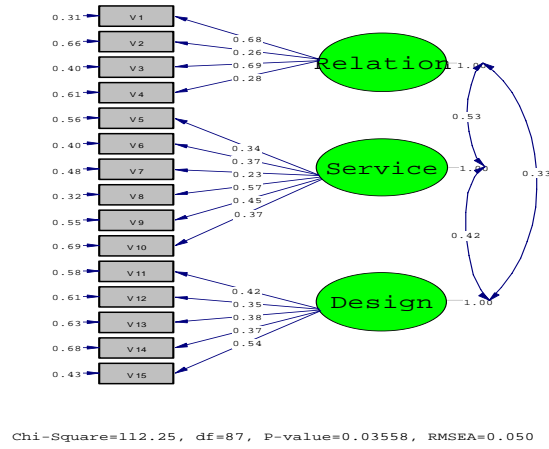 0.31 V1
0.66 V2
0.40 V3
0.61 V4
0.56 V5
0.40 V6
0.48 V7
0.32 V8
0.55 V9
0.69 V10
0.58 V11
0.61 V12
0.63 V13
0.68 V14
0.43 V15
0.68
0.26
0.69
0.28
0.34
0.37
0.23
0.57
0.45
0.37
0.42
0.35
0.38
0.37
0.54
Relation 1.00
Service 1.00
Design 1.00
0.53
0.33
0.42
Chi-Square=112.25, df=87, P-value=0.03558, RMSEA=0.050